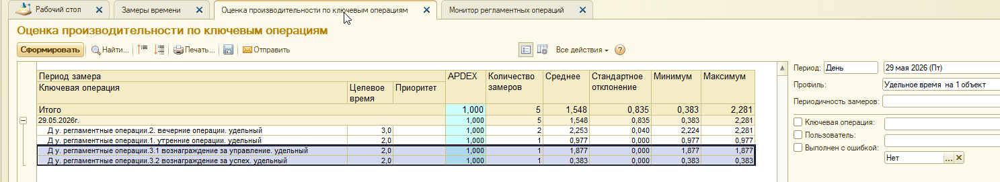 Рабочий стол Замеры времени Оценка производительности по ключевым операциям Монитор регламентных операций
Оценка производительности по ключевым операциям
Сформировать Найти... Печать... Отправить Все действия
Период замера APDEX Количество замеров Среднее Стандартное отклонение Минимум Максимум
Ключевая операция Целевое время Приоритет
Итого 1,000 5 1,548 0,835 0,383 2,281
29.05.2026г. 1,000 5 1,548 0,835 0,383 2,281
Д у. регламентные операции.2. вечерние операции. удельный 3,0 1,000 2 2,253 0,040 2,224 2,281
Д у. регламентные операции.1. утренние операции. удельный 2,0 1,000 1 0,977 0,000 0,977 0,977
Д у. регламентные операции.3.1 вознаграждение за управление. удельный 2,0 1,000 1 1,877 0,000 1,877 1,877
Д у. регламентные операции.3.2 вознаграждение за успех. удельный 2,0 1,000 1 0,383 0,000 0,383 0,383
Период: День 29 мая 2026 (Пт)
Профиль: Удельное время на 1 объект
Периодичность замеров:
Ключевая операция:
Пользователь:
Выполнен с ошибкой:
Нет ...